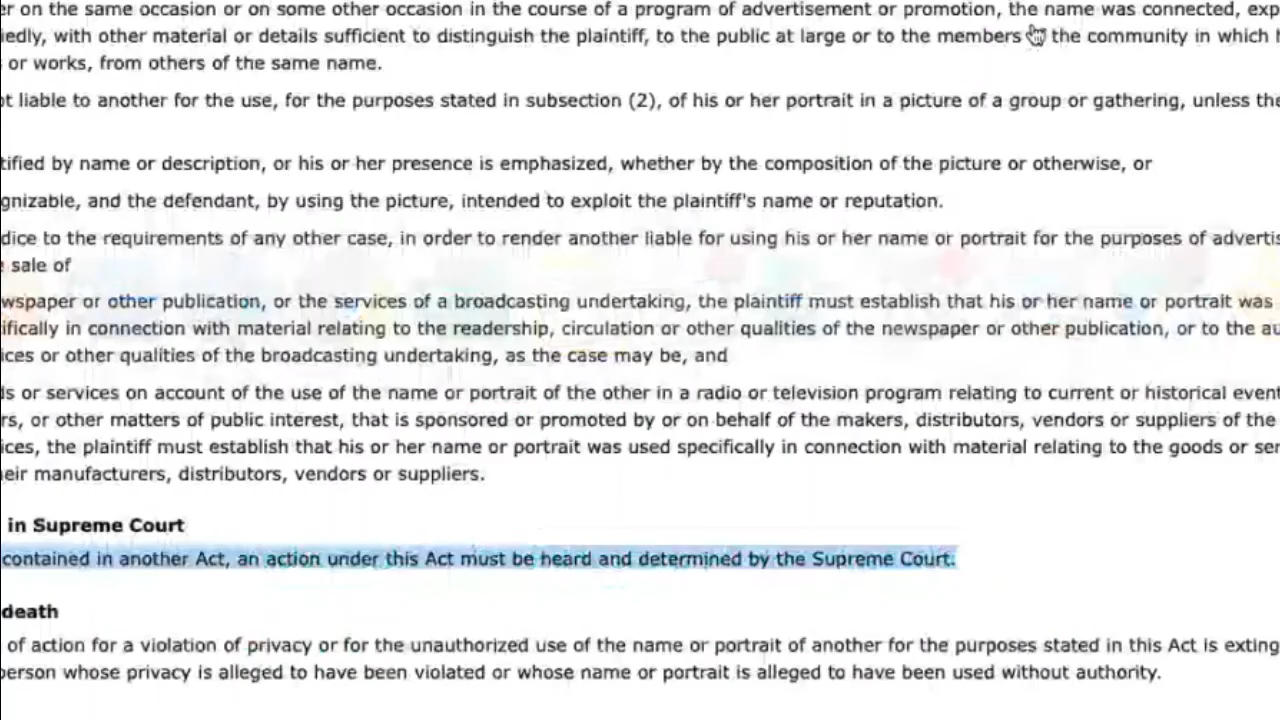 er on the same occasion or on some other occasion in the course of a program of advertisement or promotion, the name was connected, exp
iedly, with other material or details sufficient to distinguish the plaintiff, to the public at large or to the members the community in which h
or works, from others of the same name.
ot liable to another for the use, for the purposes stated in subsection (2), of his or her portrait in a picture of a group or gathering, unless the
tified by name or description, or his or her presence is emphasized, whether by the composition of the picture or otherwise, or
gnizable, and the defendant, by using the picture, intended to exploit the plaintiff's name or reputation.
dice to the requirements of any other case, in order to render another liable for using his or her name or portrait for the purposes of advertis
sale of
wspaper or other publication, or the services of a broadcasting undertaking, the plaintiff must establish that his or her name or portrait was
ifically in connection with material relating to the readership, circulation or other qualities of the newspaper or other publication, or to the au
ices or other qualities of the broadcasting undertaking, as the case may be, and
ds or services on account of the use of the name or portrait of the other in a radio or television program relating to current or historical event
rs, or other matters of public interest, that is sponsored or promoted by or on behalf of the makers, distributors, vendors or suppliers of the
ices, the plaintiff must establish that his or her name or portrait was used specifically in connection with material relating to the goods or ser
eir manufacturers, distributors, vendors or suppliers.
in Supreme Court
contained in another Act, an action under this Act must be heard and determined by the Supreme Court.
death
of action for a violation of privacy or for the unauthorized use of the name or portrait of another for the purposes stated in this Act is exting
person whose privacy is alleged to have been violated or whose name or portrait is alleged to have been used without authority.